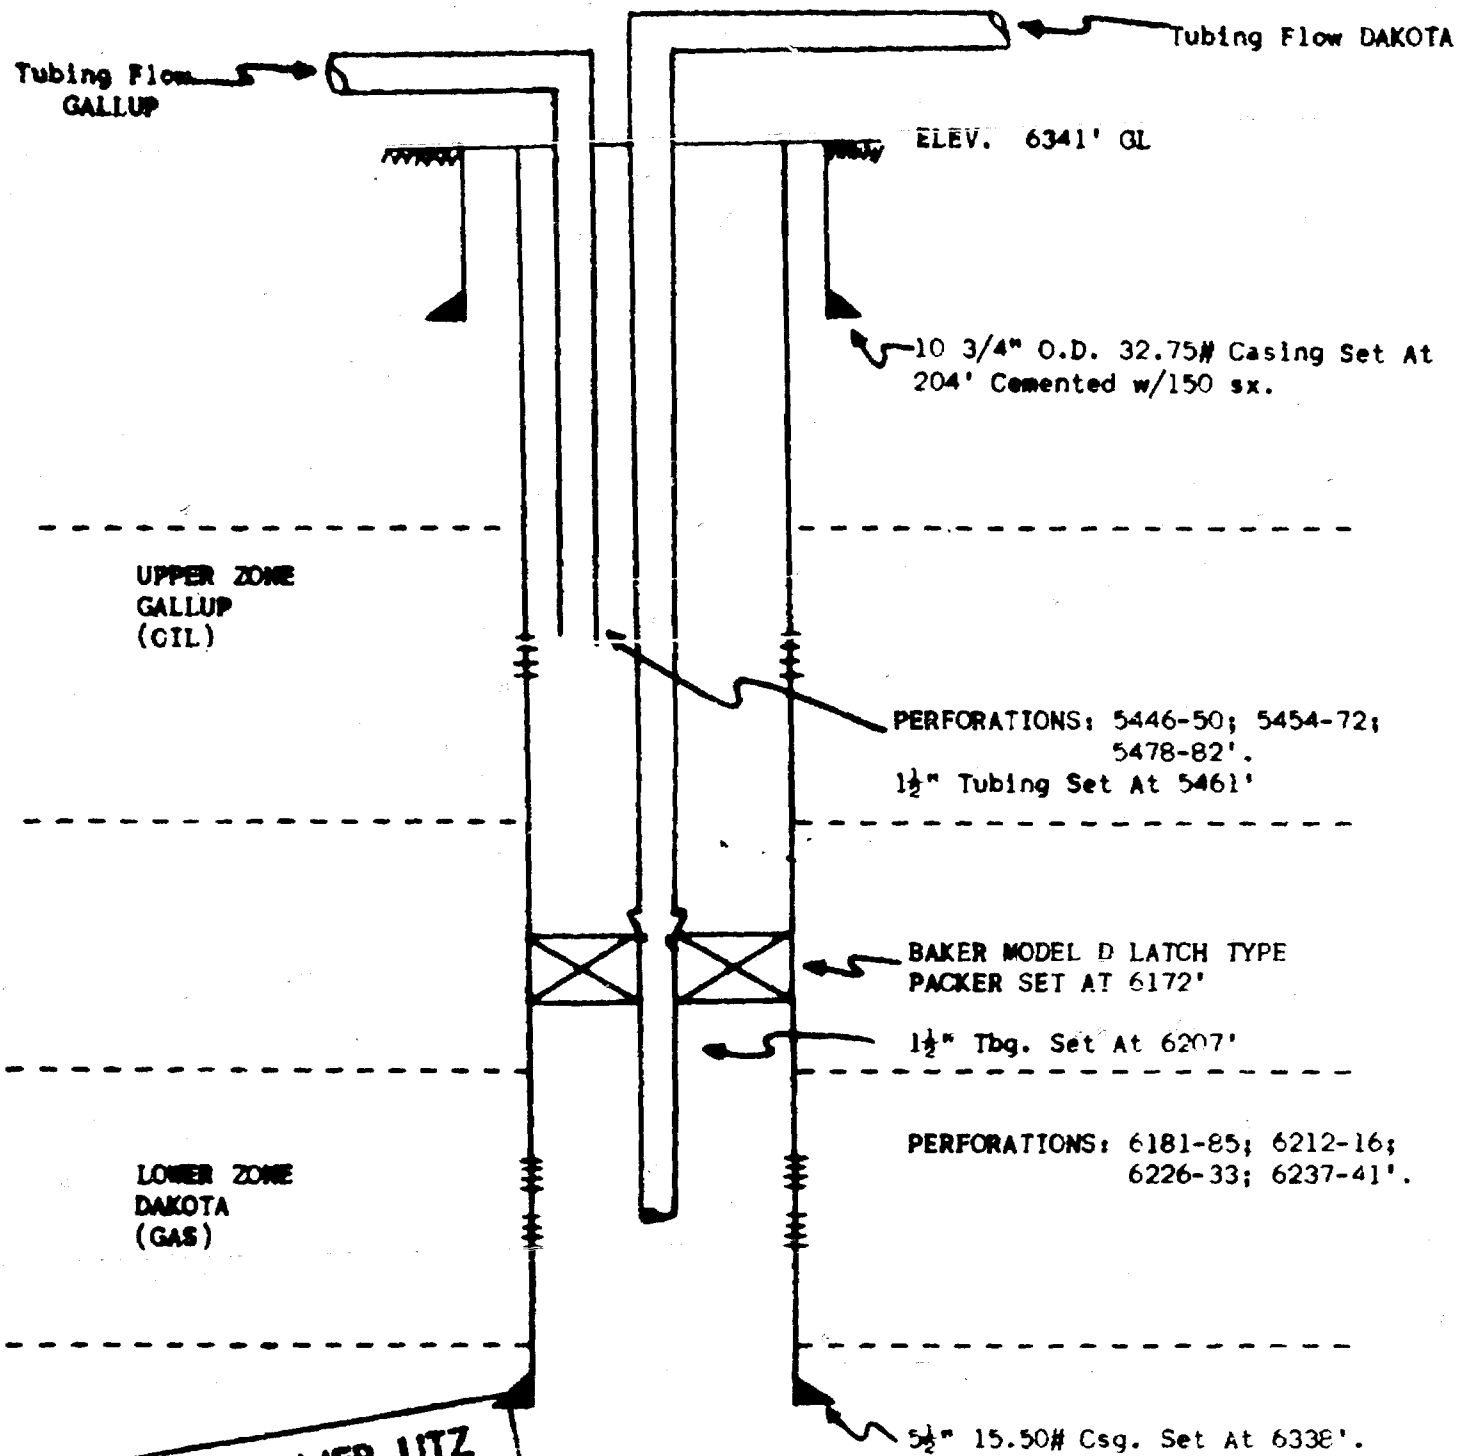 Tubing Flow DAKOTA
Tubing Flow
GALLUP
ELEV. 6341' GL
10 3/4" O.D. 32.75# Casing Set At
204' Cemented w/150 sx.
UPPER ZONE
GALLUP
(OIL)
PERFORATIONS: 5446-50; 5454-72;
5478-82'.
1½" Tubing Set At 5461'
BAKER MODEL D LATCH TYPE
PACKER SET AT 6172'
1½" Tbg. Set At 6207'
PERFORATIONS: 6181-85; 6212-16;
6226-33; 6237-41'.
LOWER ZONE
DAKOTA
(GAS)
5½" 15.50# Csg. Set At 6338'.
UTZ